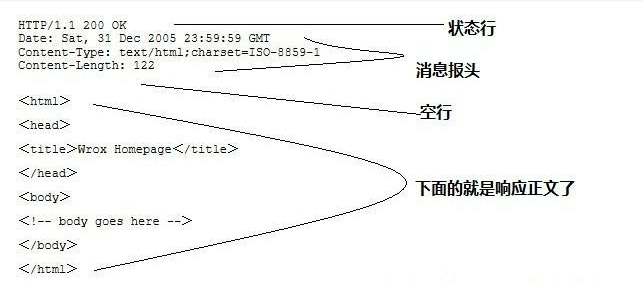 HTTP/1.1 200 OK
状态行
Date: Sat, 31 Dec 2005 23:59:59 GMT
Content-Type: text/html;charset=ISO-8859-1
Content-Length: 122
消息报头
空行
<html>
<head>
<title>Wrox Homepage</title>
</head>
<body>
下面的就是响应正文了
<!-- body goes here -->
</body>
</html>